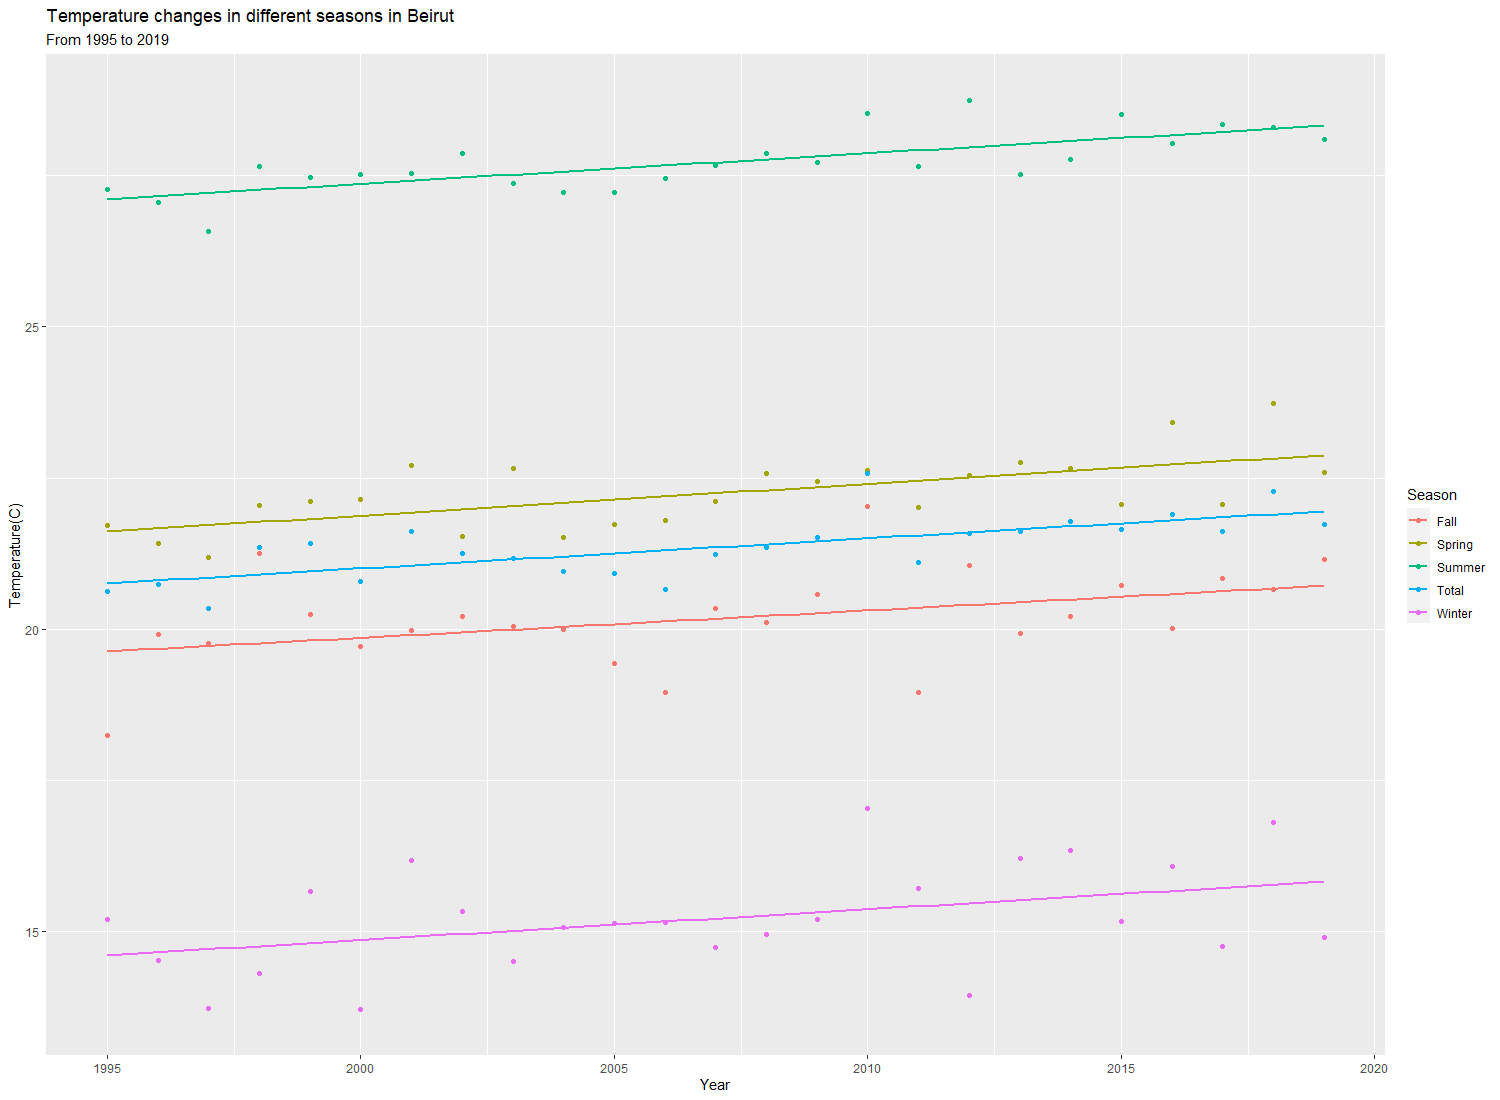 Temperature changes in different seasons in Beirut
From 1995 to 2019
Temperature(C)
25
20
15
1995 2000 2005 2010 2015 2020
Year
Season
Fall
Spring
Summer
Total
Winter